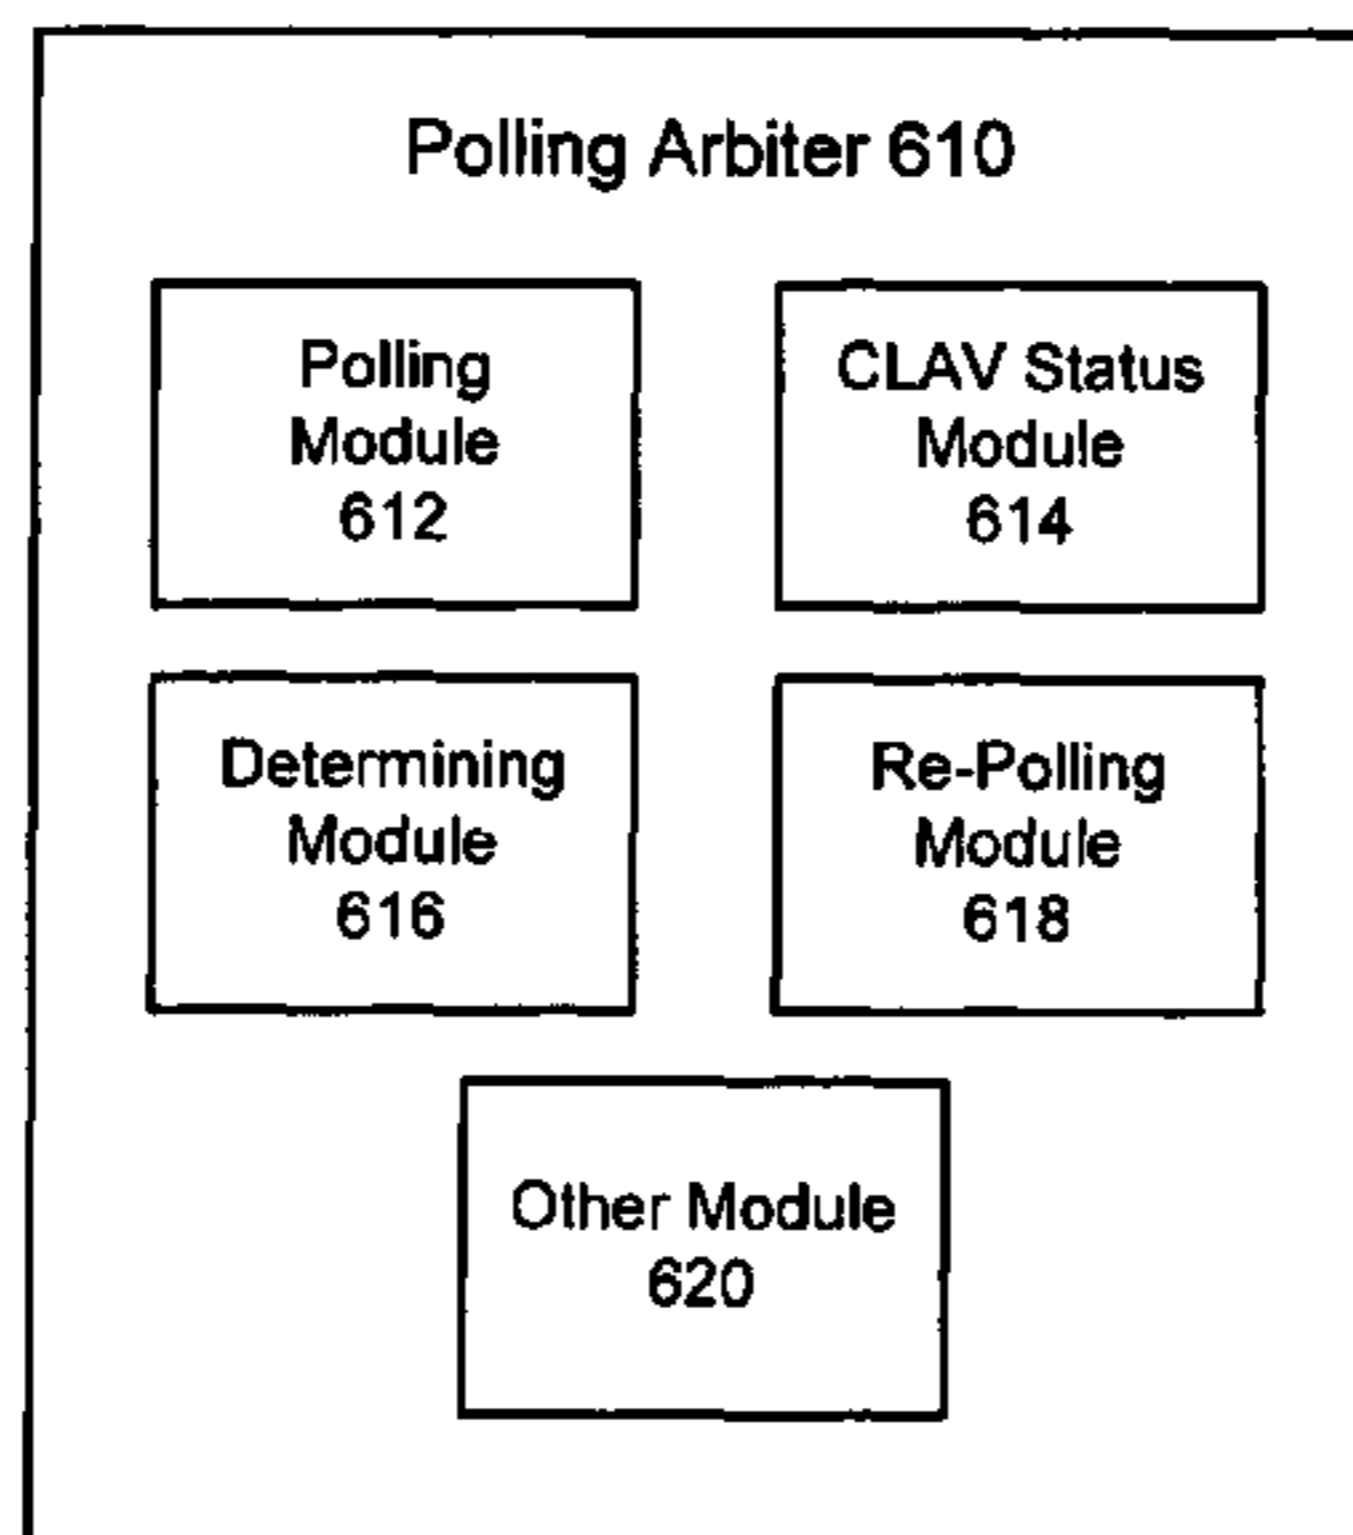 Polling Arbiter 610
Polling
Module
612
CLAV Status
Module
614
Determining
Module
616
Re-Polling
Module
618
Other Module
620